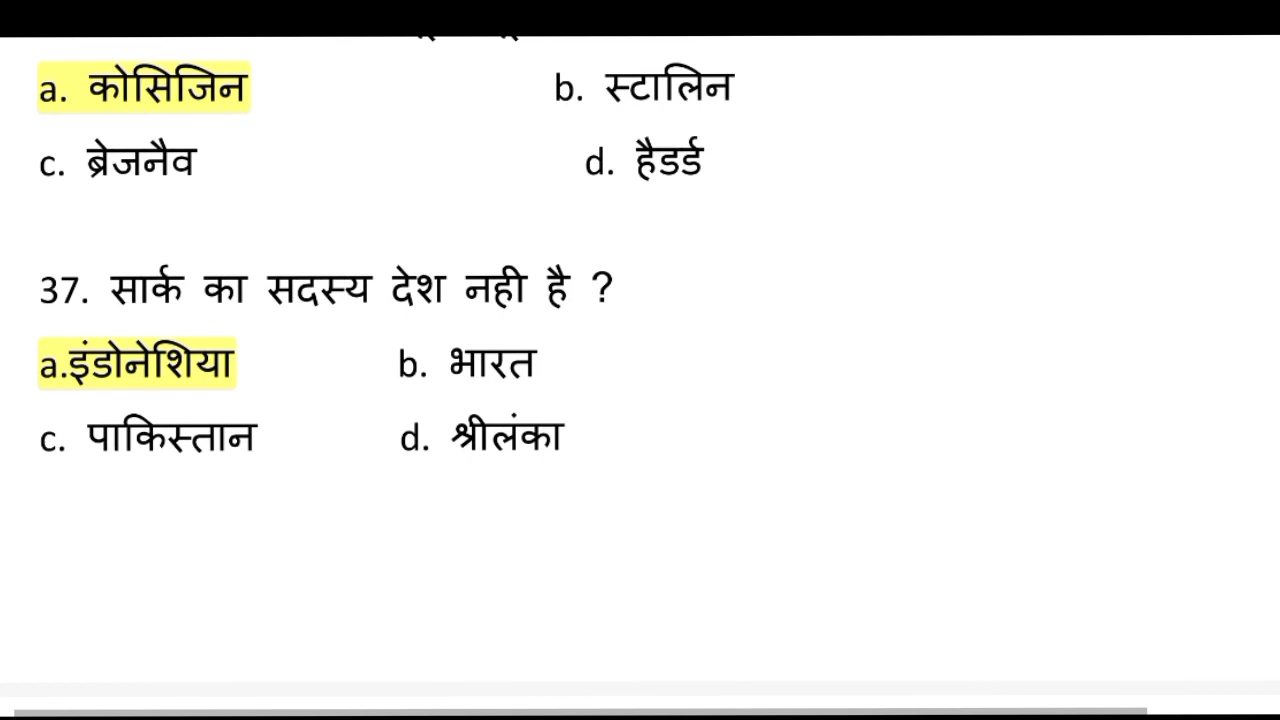 a. कोसिजिन b. स्टालिन
c. ब्रेजनैव d. हैडर्ड
37. सार्क का सदस्य देश नही है ?
a.इंडोनेशिया b. भारत
c. पाकिस्तान d. श्रीलंका